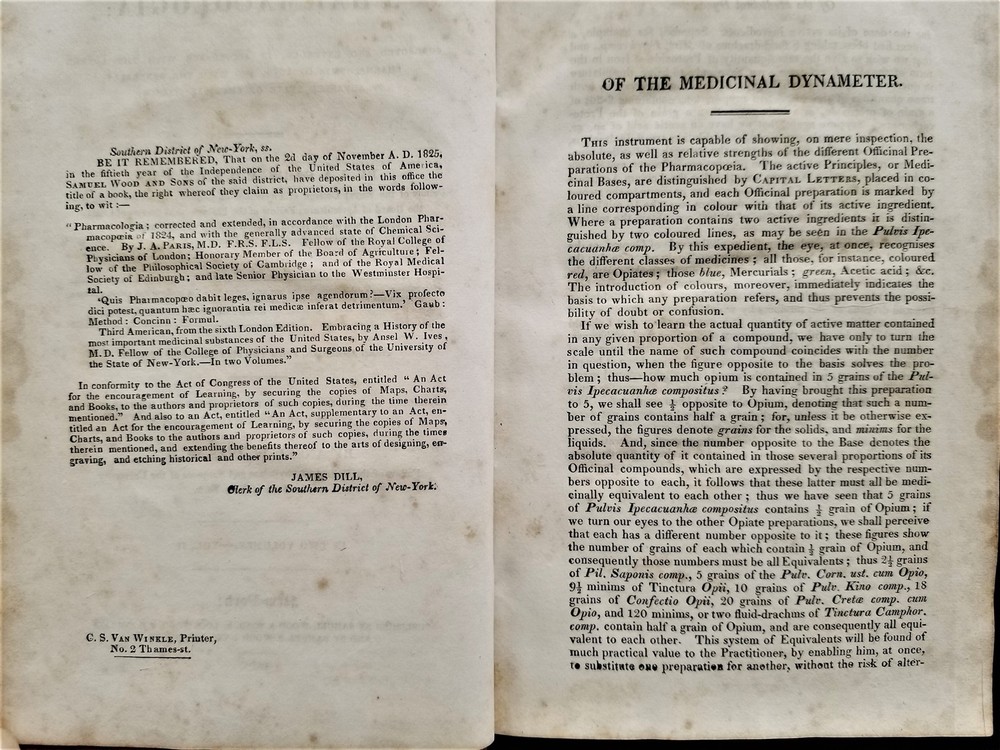 Southern District of New-York, ss.
BE IT REMEMBERED, That on the 2d day of November A. D. 1825,
in the fiftieth year of the Independence of the United States of America,
SAMUEL WOOD AND SONS of the said district, have deposited in this office the
title of a book, the right whereof they claim as proprietors, in the words follow-
ing, to wit :—
“Pharmacologia ; corrected and extended, in accordance with the London Phar-
macopœia of 1824, and with the generally advanced state of Chemical Sci-
ence. By J. A. PARIS, M.D. F.R.S. F.L.S. Fellow of the Royal College of
Physicians of London; Honorary Member of the Board of Agriculture; Fel-
low of the Philosophical Society of Cambridge ; and of the Royal Medical
Society of Edinburgh ; and late Senior Physician to the Westminster Hospi-
tal.
‘Quis Pharmacopœo dabit leges, ignarus ipse agendorum ?—Vix profecto
dici potest, quantum hæc ignorantia rei medicæ inferat detrimentum.’ Gaub :
Method : Concinn : Formul.
Third American, from the sixth London Edition. Embracing a History of the
most important medicinal substances of the United States, by Ansel W. Ives,
M.D. Fellow of the College of Physicians and Surgeons of the University of
the State of New-York.—In two Volumes.”
In conformity to the Act of Congress of the United States, entitled “ An Act
for the encouragement of Learning, by securing the copies of Maps, Charts,
and Books, to the authors and proprietors of such copies, during the time therein
mentioned.” And also to an Act, entitled “An Act, supplementary to an Act, en-
titled an Act for the encouragement of Learning, by securing the copies of Maps,
Charts, and Books to the authors and proprietors of such copies, during the times
therein mentioned, and extending the benefits thereof to the arts of designing, en-
graving, and etching historical and other prints.”
JAMES DILL,
Clerk of the Southern District of New-York.
C. S. VAN WINKLE, Printer,
No. 2 Thames-st.
OF THE MEDICINAL DYNAMETER.
THIS instrument is capable of showing, on mere inspection, the
absolute, as well as relative strengths of the different Officinal Pre-
parations of the Pharmacopœia. The active Principles, or Medi-
cinal Bases, are distinguished by CAPITAL LETTERS, placed in co-
loured compartments, and each Officinal preparation is marked by
a line corresponding in colour with that of its active ingredient.
Where a preparation contains two active ingredients it is distin-
guished by two coloured lines, as may be seen in the Pulvis Ipe-
cacuanhæ comp. By this expedient, the eye, at once, recognises
the different classes of medicines ; all those, for instance, coloured
red, are Opiates; those blue, Mercurials ; green, Acetic acid ; &c.
The introduction of colours, moreover, immediately indicates the
basis to which any preparation refers, and thus prevents the possi-
bility of doubt or confusion.
If we wish to learn the actual quantity of active matter contained
in any given proportion of a compound, we have only to turn the
scale until the name of such compound coincides with the number
in question, when the figure opposite to the basis solves the pro-
blem ; thus—how much opium is contained in 5 grains of the Pul-
vis Ipecacuanhæ compositus ? By having brought this preparation
to 5, we shall see ½ opposite to Opium, denoting that such a num-
ber of grains contains half a grain ; for, unless it be otherwise ex-
pressed, the figures denote grains for the solids, and minims for the
liquids. And, since the number opposite to the Base denotes the
absolute quantity of it contained in those several proportions of its
Officinal compounds, which are expressed by the respective num-
bers opposite to each, it follows that these latter must all be medi-
cinally equivalent to each other ; thus we have seen that 5 grains
of Pulvis Ipecacuanhæ compositus contains ½ grain of Opium ; if
we turn our eyes to the other Opiate preparations, we shall perceive
that each has a different number opposite to it ; these figures show
the number of grains of each which contain ½ grain of Opium, and
consequently those numbers must be all Equivalents ; thus 2½ grains
of Pil. Saponis comp., 5 grains of the Pulv. Corn. ust. cum Opio,
9½ minims of Tinctura Opii, 10 grains of Pulv. Kino comp., 18
grains of Confectio Opii, 20 grains of Pulv. Cretæ comp. cum
Opio, and 120 minims, or two fluid-drachms of Tinctura Camphor.
comp. contain half a grain of Opium, and are consequently all equi-
valent to each other. This system of Equivalents will be found of
much practical value to the Practitioner, by enabling him, at once,
to substitute one preparation for another, without the risk of alter-